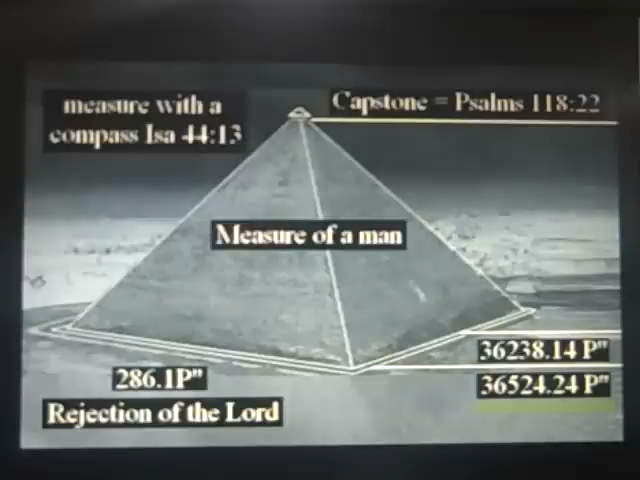 measure with a
compass Isa 44:13
Capstone = Psalms 118:22
Measure of a man
286.1P"
Rejection of the Lord
36238.14 P"
36524.24 P"